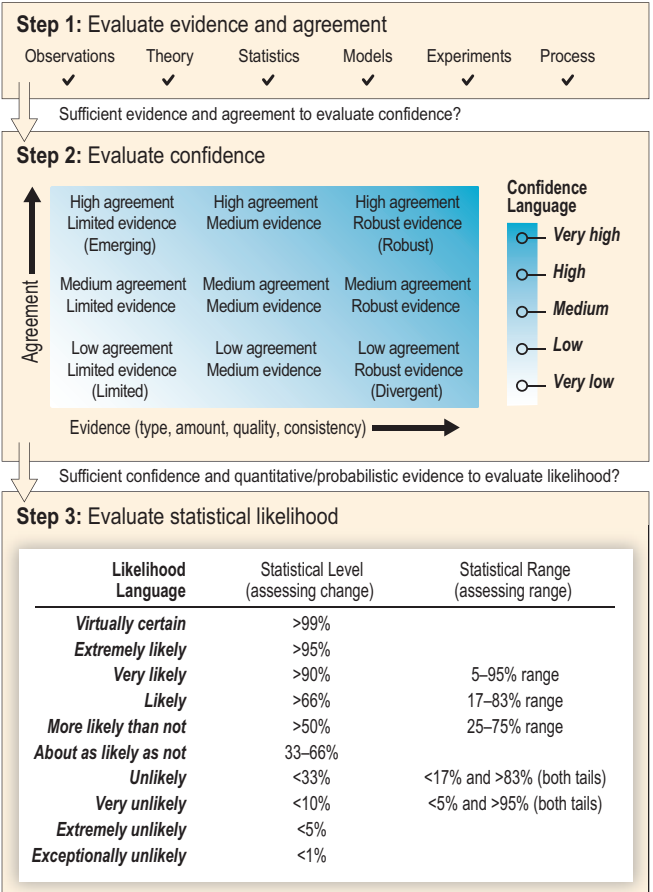 Step 1: Evaluate evidence and agreement
Observations Theory Statistics Models Experiments Process
Sufficient evidence and agreement to evaluate confidence?
Step 2: Evaluate confidence
Agreement
High agreement
Limited evidence
(Emerging)
High agreement
Medium evidence
High agreement
Robust evidence
(Robust)
Medium agreement
Limited evidence
Medium agreement
Medium evidence
Medium agreement
Robust evidence
Low agreement
Limited evidence
(Limited)
Low agreement
Medium evidence
Low agreement
Robust evidence
(Divergent)
Evidence (type, amount, quality, consistency)
Confidence
Language
Very high
High
Medium
Low
Very low
Sufficient confidence and quantitative/probabilistic evidence to evaluate likelihood?
Step 3: Evaluate statistical likelihood
Likelihood Statistical Level Statistical Range
Language (assessing change) (assessing range)
Virtually certain >99%
Extremely likely >95%
Very likely >90% 5–95% range
Likely >66% 17–83% range
More likely than not >50% 25–75% range
About as likely as not 33–66%
Unlikely <33% <17% and >83% (both tails)
Very unlikely <10% <5% and >95% (both tails)
Extremely unlikely <5%
Exceptionally unlikely <1%